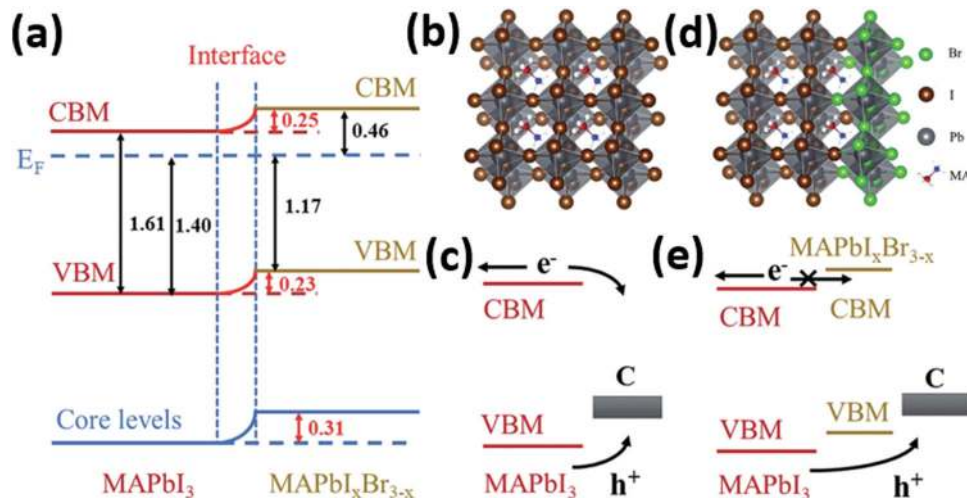 (a)
Interface
CBM
CBM
0.25
0.46
E_F
1.61
1.40
1.17
VBM
VBM
0.23
Core levels
0.31
MAPbI₃
MAPbIₓBr₃₋ₓ
(b)
(d)
Br
I
Pb
MA
(c)
e⁻
CBM
C
VBM
MAPbI₃
h⁺
(e)
MAPbIₓBr₃₋ₓ
e⁻
CBM
CBM
C
VBM
VBM
MAPbI₃
h⁺